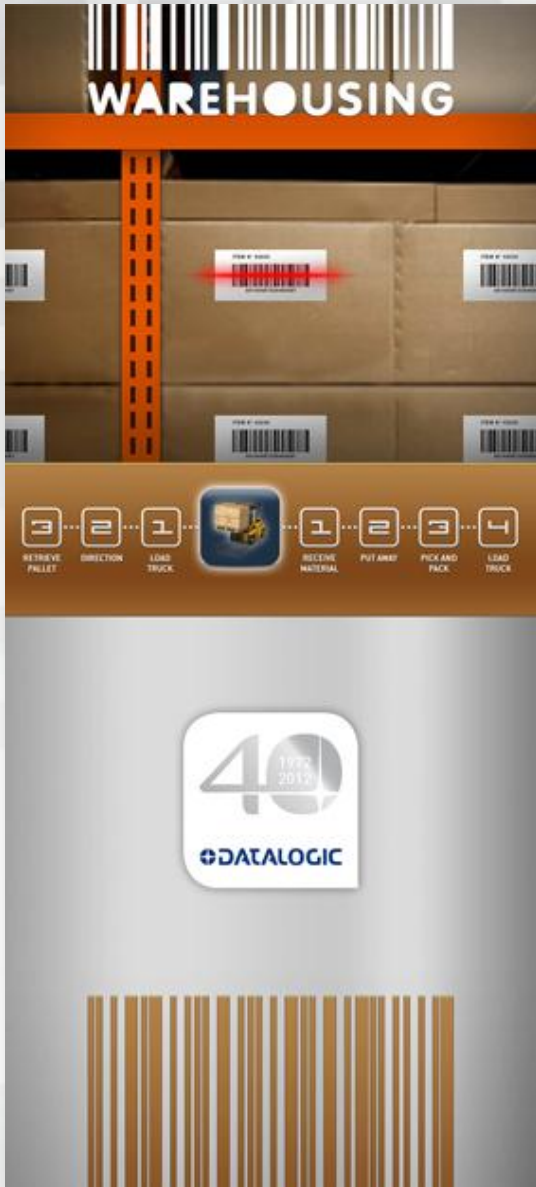 WAREHOUSING
3 2 1 1 2 3 4
RETRIEVE PALLET
DIRECTION
LOAD TRUCK
RECEIVE MATERIAL
PUT AWAY
PICK AND PACK
LOAD TRUCK
40
1972
2012
DATALOGIC